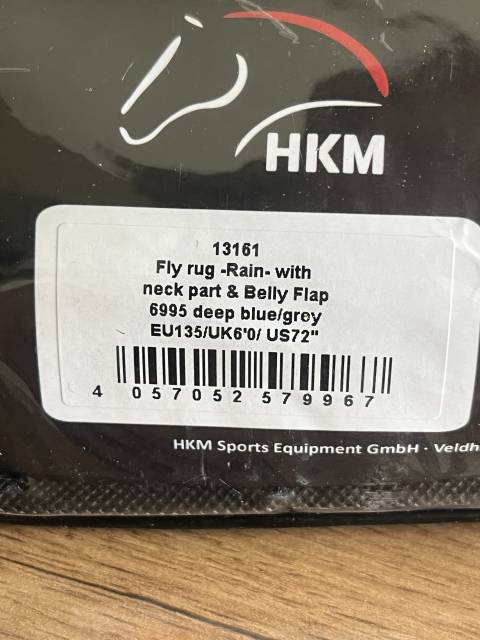 HKM
13161
Fly rug -Rain- with
neck part & Belly Flap
6995 deep blue/grey
EU135/UK6'0/ US72"
4 057052 579967
HKM Sports Equipment GmbH · Veldh